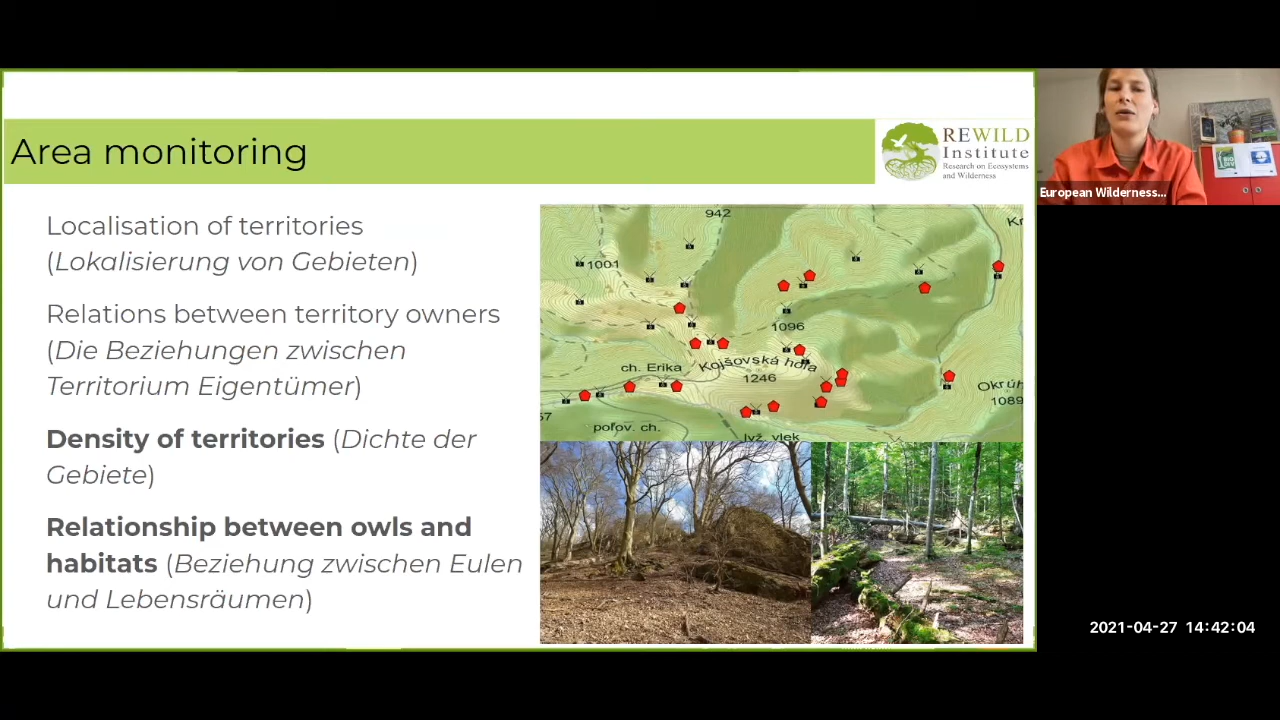 Area monitoring
REWILD
Institute
Research on Ecosystems
and Wilderness
European Wilderness...
Localisation of territories
(Lokalisierung von Gebieten)
Relations between territory owners
(Die Beziehungen zwischen
Territorium Eigentümer)
Density of territories (Dichte der
Gebiete)
Relationship between owls and
habitats (Beziehung zwischen Eulen
und Lebensräumen)
942
1001
1096
ch. Erika
Kojšovská hoľa
1246
Okrúh
1089
57
poľov. ch.
lyž. vlek
Kr
2021-04-27 14:42:04